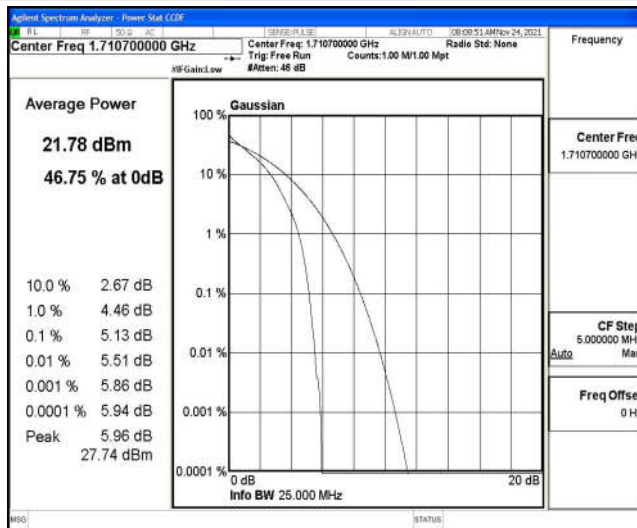 Agilent Spectrum Analyzer - Power Stat CCDF
RL RF 50 Ω AC SENSE:PULSE ALIGNAUTO 08:08:51 AM Nov 24, 2021
Center Freq 1.710700000 GHz
Center Freq: 1.710700000 GHz Radio Std: None
Trig: Free Run Counts:1.00 M/1.00 Mpt
#IFGain:Low #Atten: 46 dB
Frequency
Average Power
21.78 dBm
46.75 % at 0dB
10.0 % 2.67 dB
1.0 % 4.46 dB
0.1 % 5.13 dB
0.01 % 5.51 dB
0.001 % 5.86 dB
0.0001 % 5.94 dB
Peak 5.96 dB
27.74 dBm
Gaussian
100 %
10 %
1 %
0.1 %
0.01 %
0.001 %
0.0001 %
0 dB 20 dB
Info BW 25.000 MHz
Center Fre
1.710700000 GH
CF Step
5.000000 MH
Auto Ma
Freq Offse
0 H
MSG STATUS